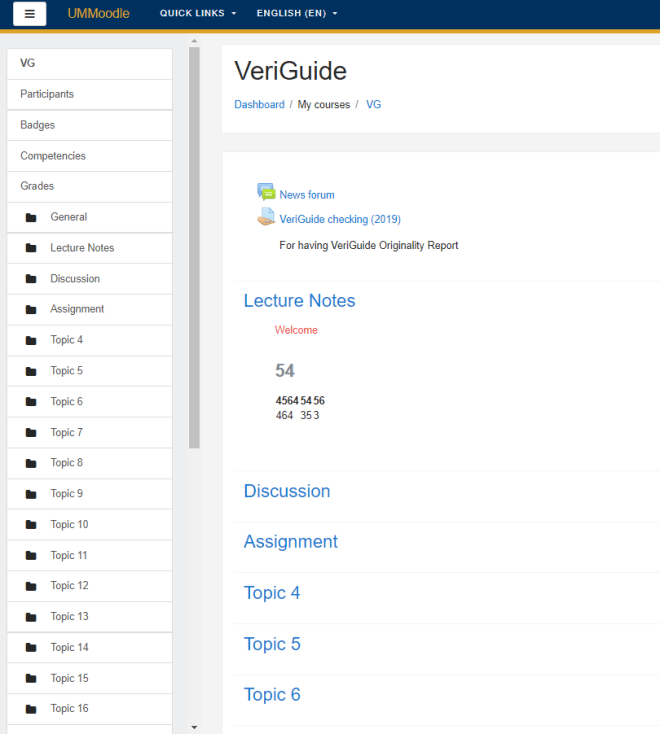 UMMoodle QUICK LINKS ENGLISH (EN)
VG
Participants
Badges
Competencies
Grades
General
Lecture Notes
Discussion
Assignment
Topic 4
Topic 5
Topic 6
Topic 7
Topic 8
Topic 9
Topic 10
Topic 11
Topic 12
Topic 13
Topic 14
Topic 15
Topic 16
VeriGuide
Dashboard / My courses / VG
News forum
VeriGuide checking (2019)
For having VeriGuide Originality Report
Lecture Notes
Welcome
54
4564 54 56
464 35 3
Discussion
Assignment
Topic 4
Topic 5
Topic 6